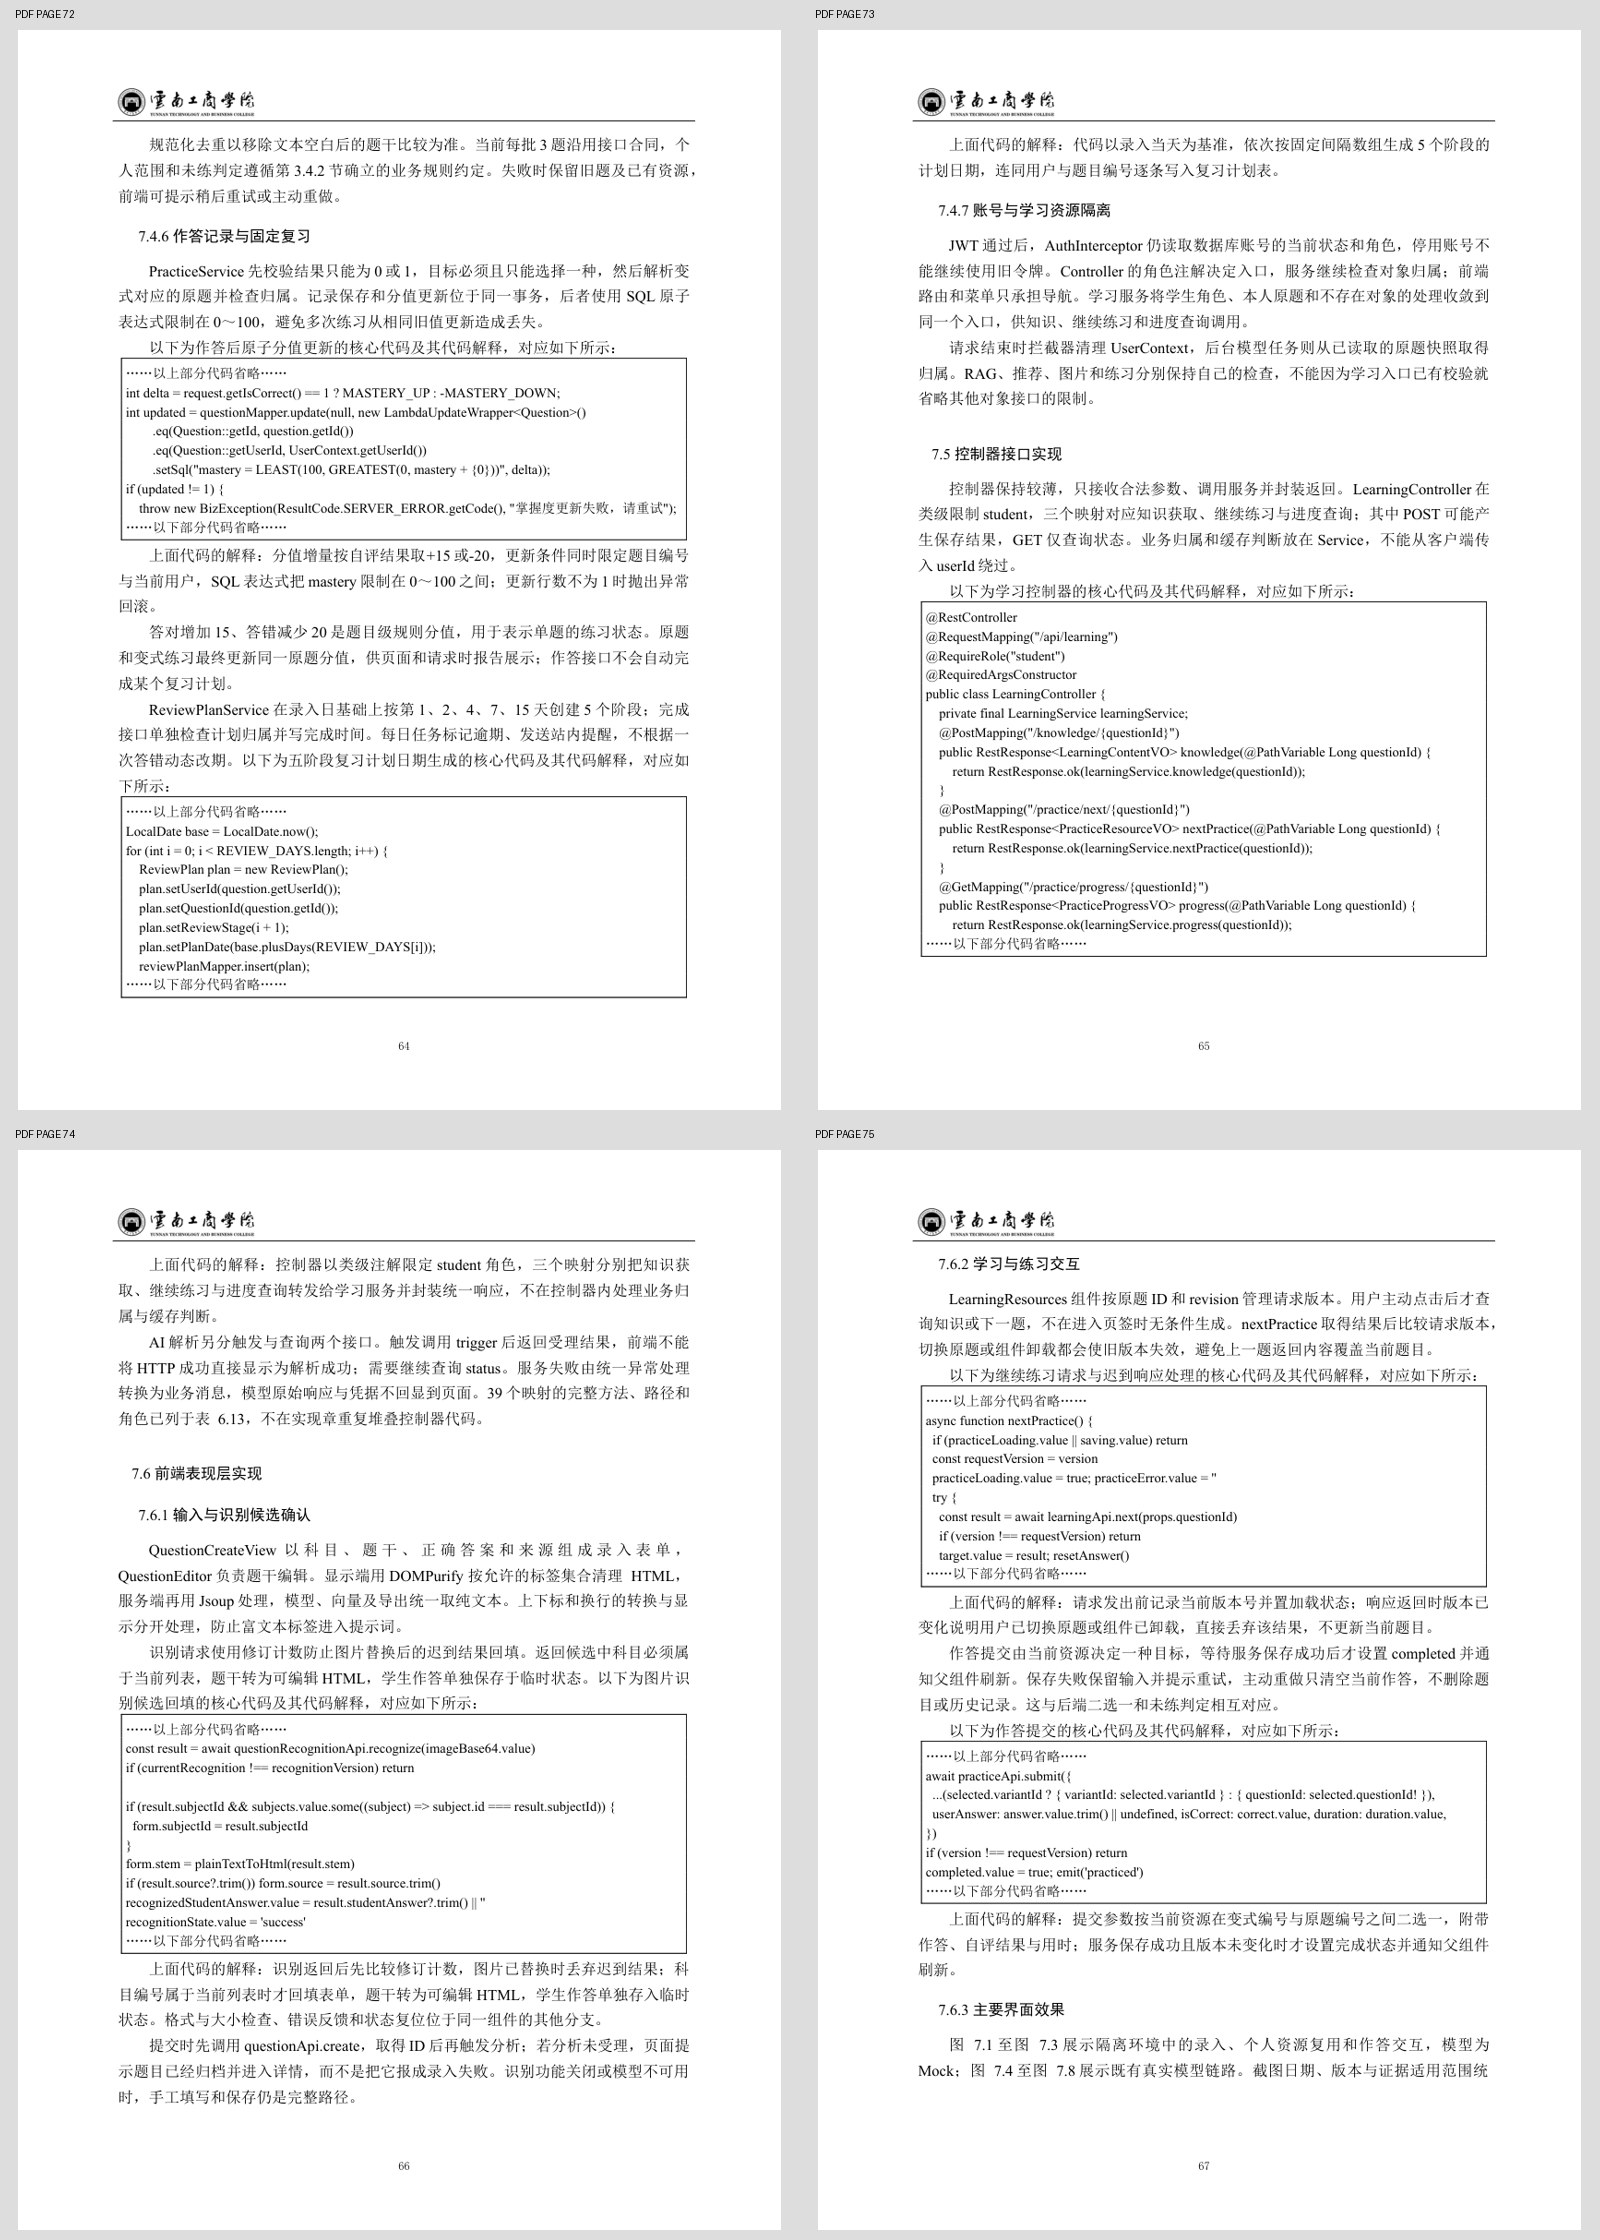 PDF PAGE 72
雲南工商學院
YUNNAN TECHNOLOGY AND BUSINESS COLLEGE
规范化去重以移除文本空白后的题干比较为准。当前每批 3 题沿用接口合同，个
人范围和未练判定遵循第 3.4.2 节确立的业务规则约定。失败时保留旧题及已有资源，
前端可提示稍后重试或主动重做。
7.4.6 作答记录与固定复习
PracticeService 先校验结果只能为 0 或 1，目标必须且只能选择一种，然后解析变
式对应的原题并检查归属。记录保存和分值更新位于同一事务，后者使用 SQL 原子
表达式限制在 0～100，避免多次练习从相同旧值更新造成丢失。
以下为作答后原子分值更新的核心代码及其代码解释，对应如下所示：
……以上部分代码省略……
int delta = request.getIsCorrect() == 1 ? MASTERY_UP : -MASTERY_DOWN;
int updated = questionMapper.update(null, new LambdaUpdateWrapper<Question>()
.eq(Question::getId, question.getId())
.eq(Question::getUserId, UserContext.getUserId())
.setSql("mastery = LEAST(100, GREATEST(0, mastery + {0}))", delta));
if (updated != 1) {
throw new BizException(ResultCode.SERVER_ERROR.getCode(), "掌握度更新失败，请重试");
……以下部分代码省略……
上面代码的解释：分值增量按自评结果取+15 或-20，更新条件同时限定题目编号
与当前用户，SQL 表达式把 mastery 限制在 0～100 之间；更新行数不为 1 时抛出异常
回滚。
答对增加 15、答错减少 20 是题目级规则分值，用于表示单题的练习状态。原题
和变式练习最终更新同一原题分值，供页面和请求时报告展示；作答接口不会自动完
成某个复习计划。
ReviewPlanService 在录入日基础上按第 1、2、4、7、15 天创建 5 个阶段；完成
接口单独检查计划归属并写完成时间。每日任务标记逾期、发送站内提醒，不根据一
次答错动态改期。以下为五阶段复习计划日期生成的核心代码及其代码解释，对应如
下所示：
……以上部分代码省略……
LocalDate base = LocalDate.now();
for (int i = 0; i < REVIEW_DAYS.length; i++) {
ReviewPlan plan = new ReviewPlan();
plan.setUserId(question.getUserId());
plan.setQuestionId(question.getId());
plan.setReviewStage(i + 1);
plan.setPlanDate(base.plusDays(REVIEW_DAYS[i]));
reviewPlanMapper.insert(plan);
……以下部分代码省略……
64
PDF PAGE 73
雲南工商學院
YUNNAN TECHNOLOGY AND BUSINESS COLLEGE
上面代码的解释：代码以录入当天为基准，依次按固定间隔数组生成 5 个阶段的
计划日期，连同用户与题目编号逐条写入复习计划表。
7.4.7 账号与学习资源隔离
JWT 通过后，AuthInterceptor 仍读取数据库账号的当前状态和角色，停用账号不
能继续使用旧令牌。Controller 的角色注解决定入口，服务继续检查对象归属；前端
路由和菜单只承担导航。学习服务将学生角色、本人原题和不存在对象的处理收敛到
同一个入口，供知识、继续练习和进度查询调用。
请求结束时拦截器清理 UserContext，后台模型任务则从已读取的原题快照取得
归属。RAG、推荐、图片和练习分别保持自己的检查，不能因为学习入口已有校验就
省略其他对象接口的限制。
7.5 控制器接口实现
控制器保持较薄，只接收合法参数、调用服务并封装返回。LearningController 在
类级限制 student，三个映射对应知识获取、继续练习与进度查询；其中 POST 可能产
生保存结果，GET 仅查询状态。业务归属和缓存判断放在 Service，不能从客户端传
入 userId 绕过。
以下为学习控制器的核心代码及其代码解释，对应如下所示：
@RestController
@RequestMapping("/api/learning")
@RequireRole("student")
@RequiredArgsConstructor
public class LearningController {
private final LearningService learningService;
@PostMapping("/knowledge/{questionId}")
public RestResponse<LearningContentVO> knowledge(@PathVariable Long questionId) {
return RestResponse.ok(learningService.knowledge(questionId));
}
@PostMapping("/practice/next/{questionId}")
public RestResponse<PracticeResourceVO> nextPractice(@PathVariable Long questionId) {
return RestResponse.ok(learningService.nextPractice(questionId));
}
@GetMapping("/practice/progress/{questionId}")
public RestResponse<PracticeProgressVO> progress(@PathVariable Long questionId) {
return RestResponse.ok(learningService.progress(questionId));
……以下部分代码省略……
65
PDF PAGE 74
雲南工商學院
YUNNAN TECHNOLOGY AND BUSINESS COLLEGE
上面代码的解释：控制器以类级注解限定 student 角色，三个映射分别把知识获
取、继续练习与进度查询转发给学习服务并封装统一响应，不在控制器内处理业务归
属与缓存判断。
AI 解析另分触发与查询两个接口。触发调用 trigger 后返回受理结果，前端不能
将 HTTP 成功直接显示为解析成功；需要继续查询 status。服务失败由统一异常处理
转换为业务消息，模型原始响应与凭据不回显到页面。39 个映射的完整方法、路径和
角色已列于表 6.13，不在实现章重复堆叠控制器代码。
7.6 前端表现层实现
7.6.1 输入与识别候选确认
QuestionCreateView 以科目、题干、正确答案和来源组成录入表单，
QuestionEditor 负责题干编辑。显示端用 DOMPurify 按允许的标签集合清理 HTML，
服务端再用 Jsoup 处理，模型、向量及导出统一取纯文本。上下标和换行的转换与显
示分开处理，防止富文本标签进入提示词。
识别请求使用修订计数防止图片替换后的迟到结果回填。返回候选中科目必须属
于当前列表，题干转为可编辑 HTML，学生作答单独保存于临时状态。以下为图片识
别候选回填的核心代码及其代码解释，对应如下所示：
……以上部分代码省略……
const result = await questionRecognitionApi.recognize(imageBase64.value)
if (currentRecognition !== recognitionVersion) return
if (result.subjectId && subjects.value.some((subject) => subject.id === result.subjectId)) {
form.subjectId = result.subjectId
}
form.stem = plainTextToHtml(result.stem)
if (result.source?.trim()) form.source = result.source.trim()
recognizedStudentAnswer.value = result.studentAnswer?.trim() || ''
recognitionState.value = 'success'
……以下部分代码省略……
上面代码的解释：识别返回后先比较修订计数，图片已替换时丢弃迟到结果；科
目编号属于当前列表时才回填表单，题干转为可编辑 HTML，学生作答单独存入临时
状态。格式与大小检查、错误反馈和状态复位位于同一组件的其他分支。
提交时先调用 questionApi.create，取得 ID 后再触发分析；若分析未受理，页面提
示题目已经归档并进入详情，而不是把它报成录入失败。识别功能关闭或模型不可用
时，手工填写和保存仍是完整路径。
66
PDF PAGE 75
雲南工商學院
YUNNAN TECHNOLOGY AND BUSINESS COLLEGE
7.6.2 学习与练习交互
LearningResources 组件按原题 ID 和 revision 管理请求版本。用户主动点击后才查
询知识或下一题，不在进入页签时无条件生成。nextPractice 取得结果后比较请求版本，
切换原题或组件卸载都会使旧版本失效，避免上一题返回内容覆盖当前题目。
以下为继续练习请求与迟到响应处理的核心代码及其代码解释，对应如下所示：
……以上部分代码省略……
async function nextPractice() {
if (practiceLoading.value || saving.value) return
const requestVersion = version
practiceLoading.value = true; practiceError.value = ''
try {
const result = await learningApi.next(props.questionId)
if (version !== requestVersion) return
target.value = result; resetAnswer()
……以下部分代码省略……
上面代码的解释：请求发出前记录当前版本号并置加载状态；响应返回时版本已
变化说明用户已切换原题或组件已卸载，直接丢弃该结果，不更新当前题目。
作答提交由当前资源决定一种目标，等待服务保存成功后才设置 completed 并通
知父组件刷新。保存失败保留输入并提示重试，主动重做只清空当前作答，不删除题
目或历史记录。这与后端二选一和未练判定相互对应。
以下为作答提交的核心代码及其代码解释，对应如下所示：
……以上部分代码省略……
await practiceApi.submit({
...(selected.variantId ? { variantId: selected.variantId } : { questionId: selected.questionId! }),
userAnswer: answer.value.trim() || undefined, isCorrect: correct.value, duration: duration.value,
})
if (version !== requestVersion) return
completed.value = true; emit('practiced')
……以下部分代码省略……
上面代码的解释：提交参数按当前资源在变式编号与原题编号之间二选一，附带
作答、自评结果与用时；服务保存成功且版本未变化时才设置完成状态并通知父组件
刷新。
7.6.3 主要界面效果
图 7.1 至图 7.3 展示隔离环境中的录入、个人资源复用和作答交互，模型为
Mock；图 7.4 至图 7.8 展示既有真实模型链路。截图日期、版本与证据适用范围统
67